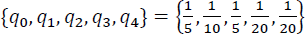 {q₀, q₁, q₂, q₃, q₄} = {1/5, 1/10, 1/5, 1/20, 1/20}